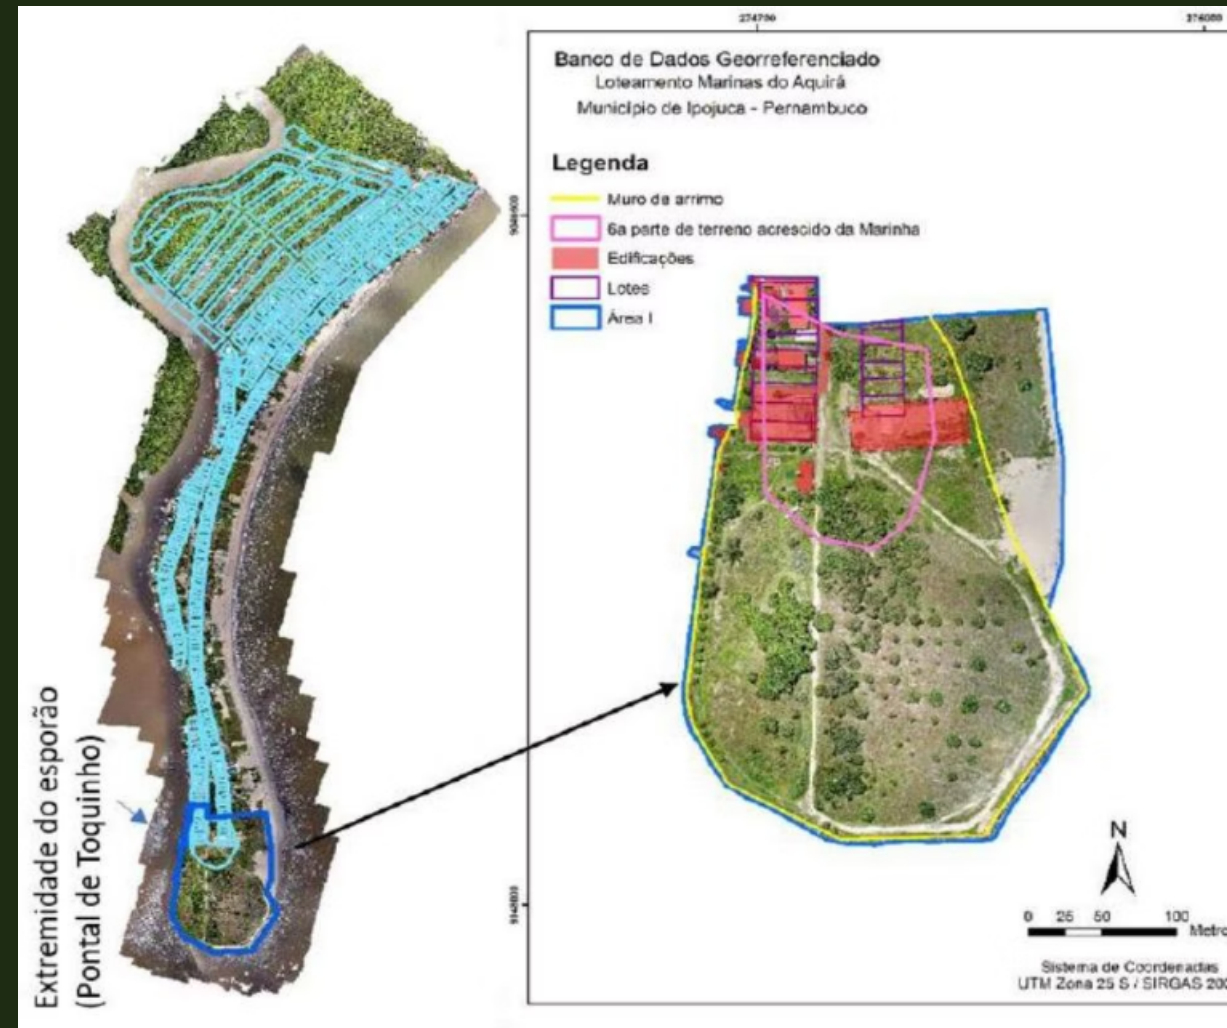 274700
Banco de Dados Georreferenciado
Loteamento Marinas do Aquirá
Município de Ipojuca - Pernambuco
Legenda
Muro de arrimo
6a parte de terreno acrescido da Marinha
Edificações
Lotes
Área I
Extremidade do esporão
(Pontal de Toquinho)
N
0 25 50 100
Metro
Sistema de Coordenadas
UTM Zona 25 S / SIRGAS 200